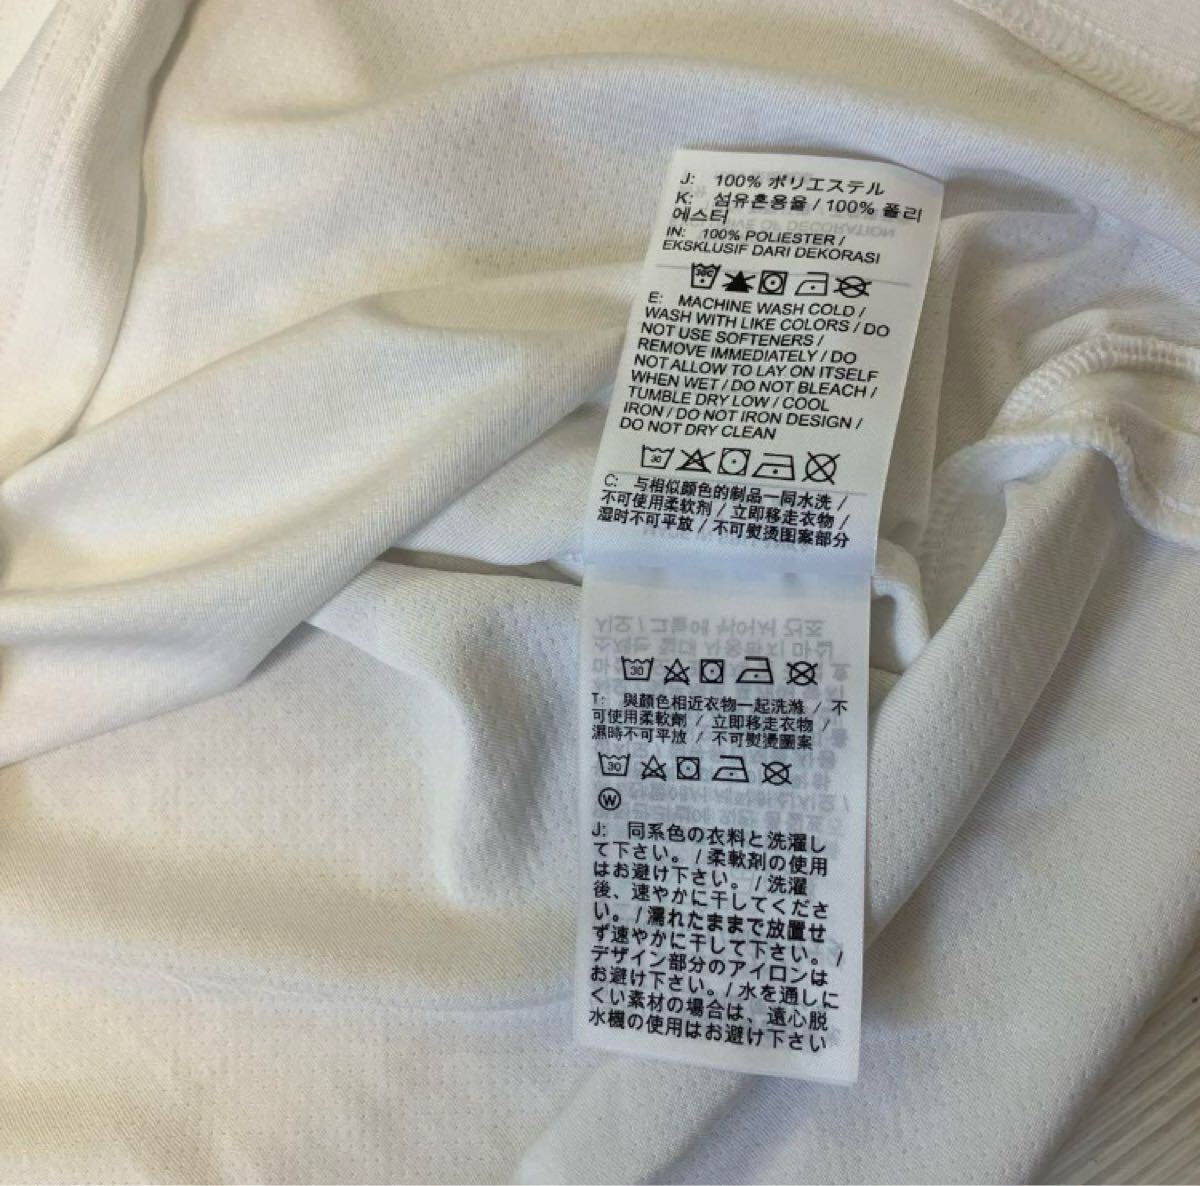 J: 100% ポリエステル
K: 섬유혼용율 / 100% 폴리
에스터
IN: 100% POLIESTER /
EKSKLUSIF DARI DEKORASI
30C
E: MACHINE WASH COLD /
WASH WITH LIKE COLORS / DO
NOT USE SOFTENERS /
REMOVE IMMEDIATELY / DO
NOT ALLOW TO LAY ON ITSELF
WHEN WET / DO NOT BLEACH /
TUMBLE DRY LOW / COOL
IRON / DO NOT IRON DESIGN /
DO NOT DRY CLEAN
30
C: 与相似颜色的制品一同水洗 /
不可使用柔软剂 / 立即移走衣物 /
湿时不可平放 / 不可熨烫图案部分
30
T: 與顏色相近衣物一起洗滌 / 不
可使用柔軟劑 / 立即移走衣物 /
濕時不可平放 / 不可熨燙圖案
30
W
J: 同系色の衣料と洗濯し
て下さい。/ 柔軟剤の使用
はお避け下さい。/ 洗濯
後、速やかに干してくださ
い。/ 濡れたままで放置せ
ず速やかに干して下さい。/
デザイン部分のアイロンは
お避け下さい。/ 水を通しに
くい素材の場合は、遠心脱
水機の使用はお避け下さい